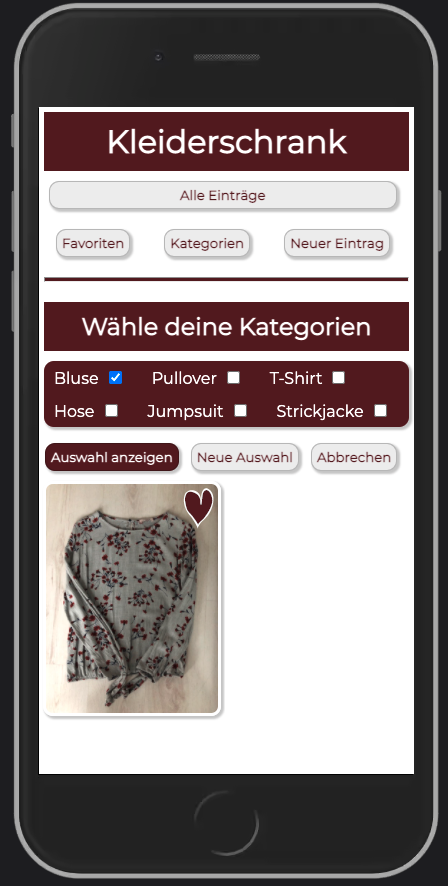 Kleiderschrank
Alle Einträge
Favoriten Kategorien Neuer Eintrag
Wähle deine Kategorien
Bluse Pullover T-Shirt
Hose Jumpsuit Strickjacke
Auswahl anzeigen Neue Auswahl Abbrechen